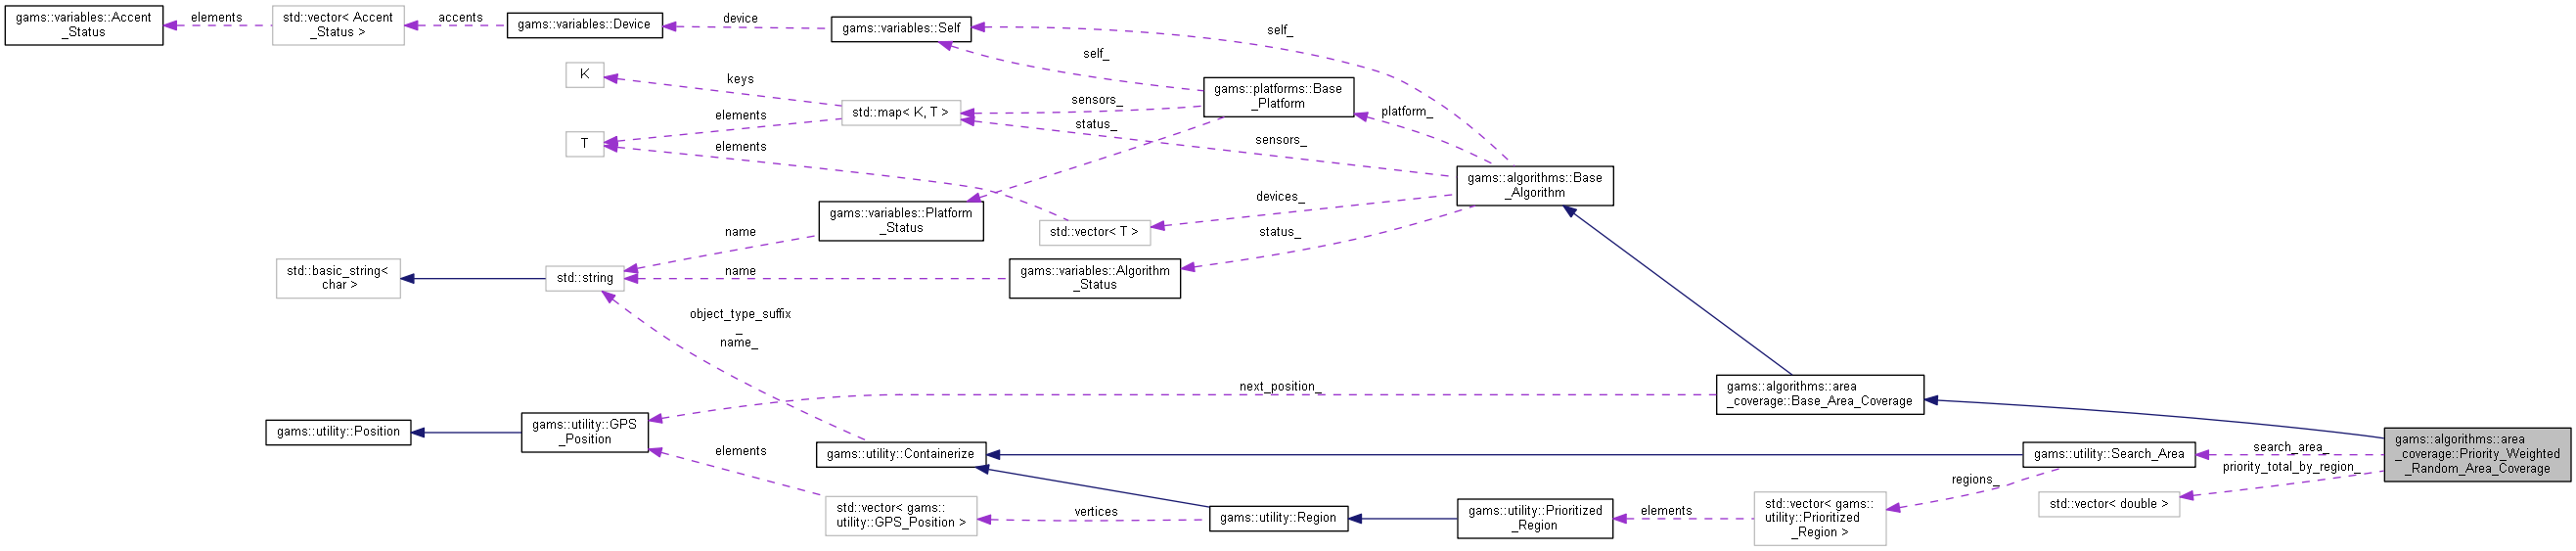 gams::variables::Accent
_Status
elements
std::vector< Accent
_Status >
accents
gams::variables::Device
device
gams::variables::Self
self_
self_
K
keys
std::map< K, T >
sensors_
gams::platforms::Base
_Platform
platform_
elements
status_
T
elements
sensors_
gams::algorithms::Base
_Algorithm
devices_
gams::variables::Platform
_Status
std::vector< T >
status_
name
std::basic_string<
char >
std::string
name
gams::variables::Algorithm
_Status
object_type_suffix
_
name_
next_position_
gams::algorithms::area
_coverage::Base_Area_Coverage
gams::utility::Position
gams::utility::GPS
_Position
elements
gams::utility::Containerize
gams::utility::Search_Area
search_area_
priority_total_by_region_
gams::algorithms::area
_coverage::Priority_Weighted
_Random_Area_Coverage
regions_
std::vector< gams::
utility::GPS_Position >
vertices
gams::utility::Region
gams::utility::Prioritized
_Region
elements
std::vector< gams::
utility::Prioritized
_Region >
std::vector< double >